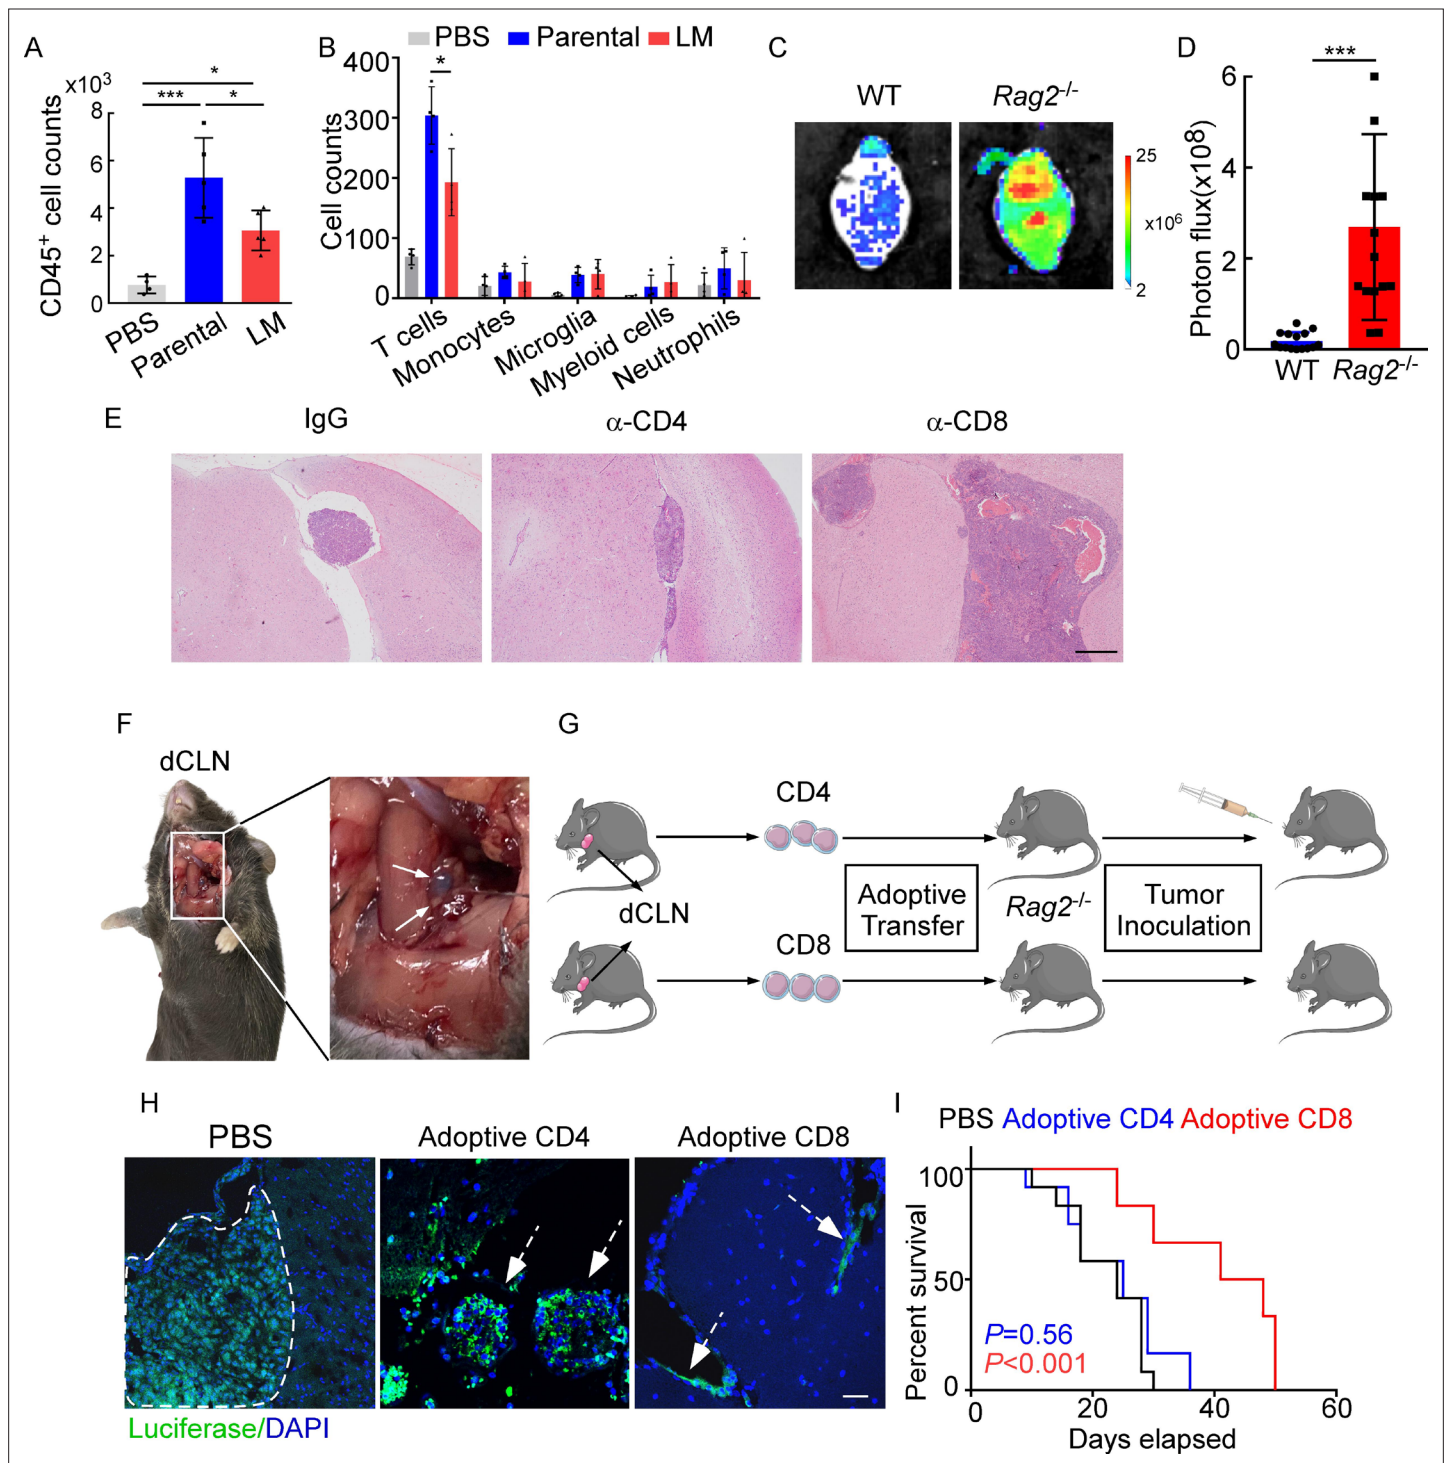 A
x10³
CD45⁺ cell counts
8
6
4
2
0
***
*
*
PBS
Parental
LM
B
PBS Parental LM
Cell counts
400
300
200
100
0
*
T cells
Monocytes
Microglia
Myeloid cells
Neutrophils
C
WT
Rag2⁻/⁻
25
x10⁶
2
D
Photon flux(x10⁸)
6
4
2
0
***
WT
Rag2⁻/⁻
E
IgG
α-CD4
α-CD8
F
dCLN
G
CD4
dCLN
CD8
Adoptive
Transfer
Rag2⁻/⁻
Tumor
Inoculation
H
PBS
Adoptive CD4
Adoptive CD8
Luciferase/DAPI
I
PBS Adoptive CD4 Adoptive CD8
Percent survival
100
50
0
P=0.56
P<0.001
0
20
40
60
Days elapsed